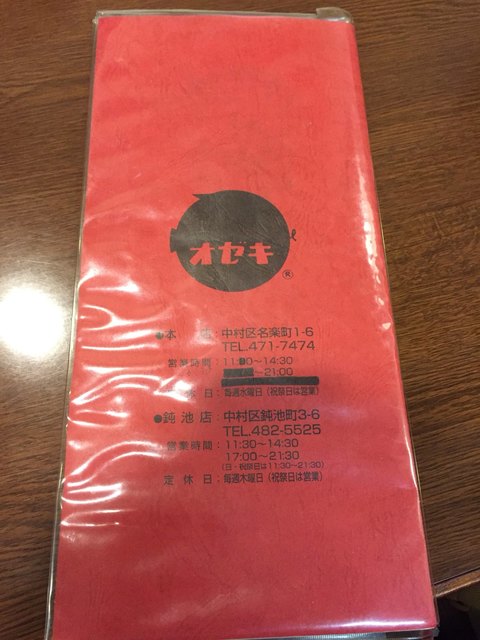 オゼキ
®
●本 店:中村区名楽町1-6
TEL.471-7474
営業時間:11:00~14:30
~21:00
休日:毎週水曜日(祝祭日は営業)
●鈍池店:中村区鈍池町3-6
TEL.482-5525
営業時間:11:30~14:30
17:00~21:30
(日・祝祭日は11:30~21:30)
定休日:毎週木曜日(祝祭日は営業)